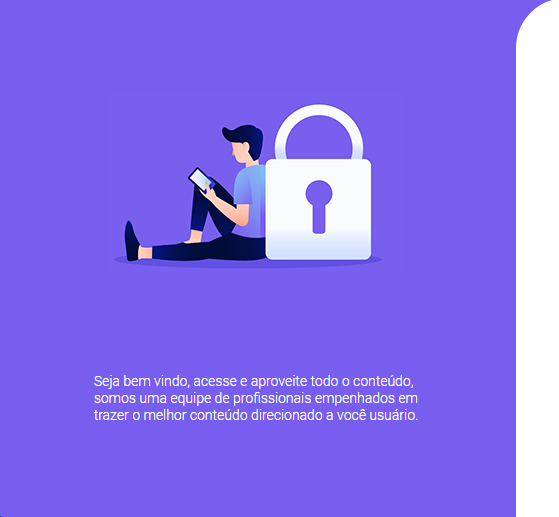 Seja bem vindo, acesse e aproveite todo o conteúdo,
somos uma equipe de profissionais empenhados em
trazer o melhor conteúdo direcionado a você usuário.